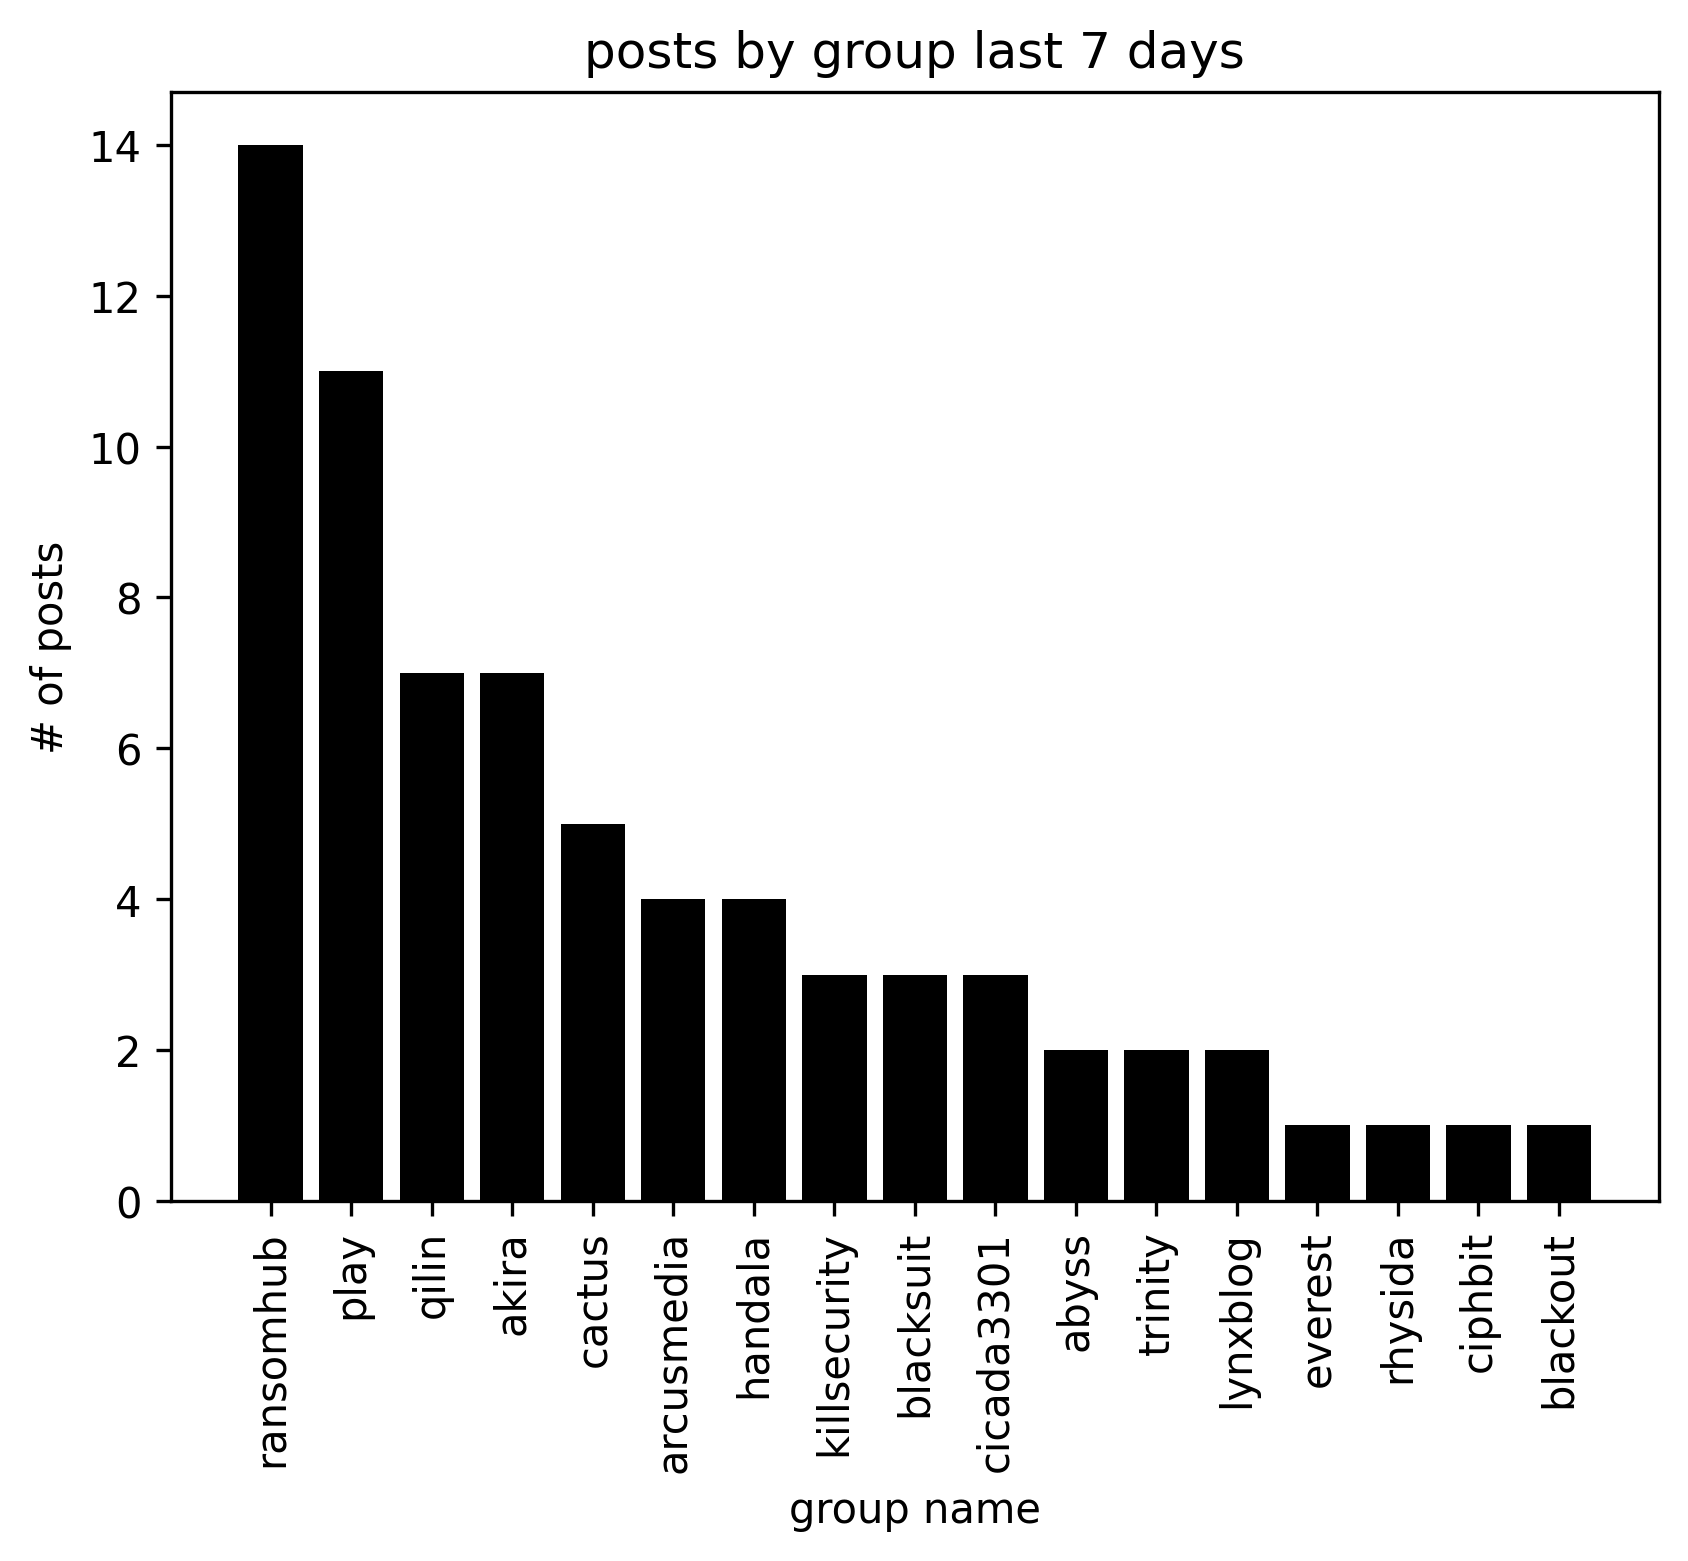 posts by group last 7 days
14
12
10
8
6
4
2
0
# of posts
ransomhub
play
qilin
akira
cactus
arcusmedia
handala
killsecurity
blacksuit
cicada3301
abyss
trinity
lynxblog
everest
rhysida
ciphbit
blackout
group name